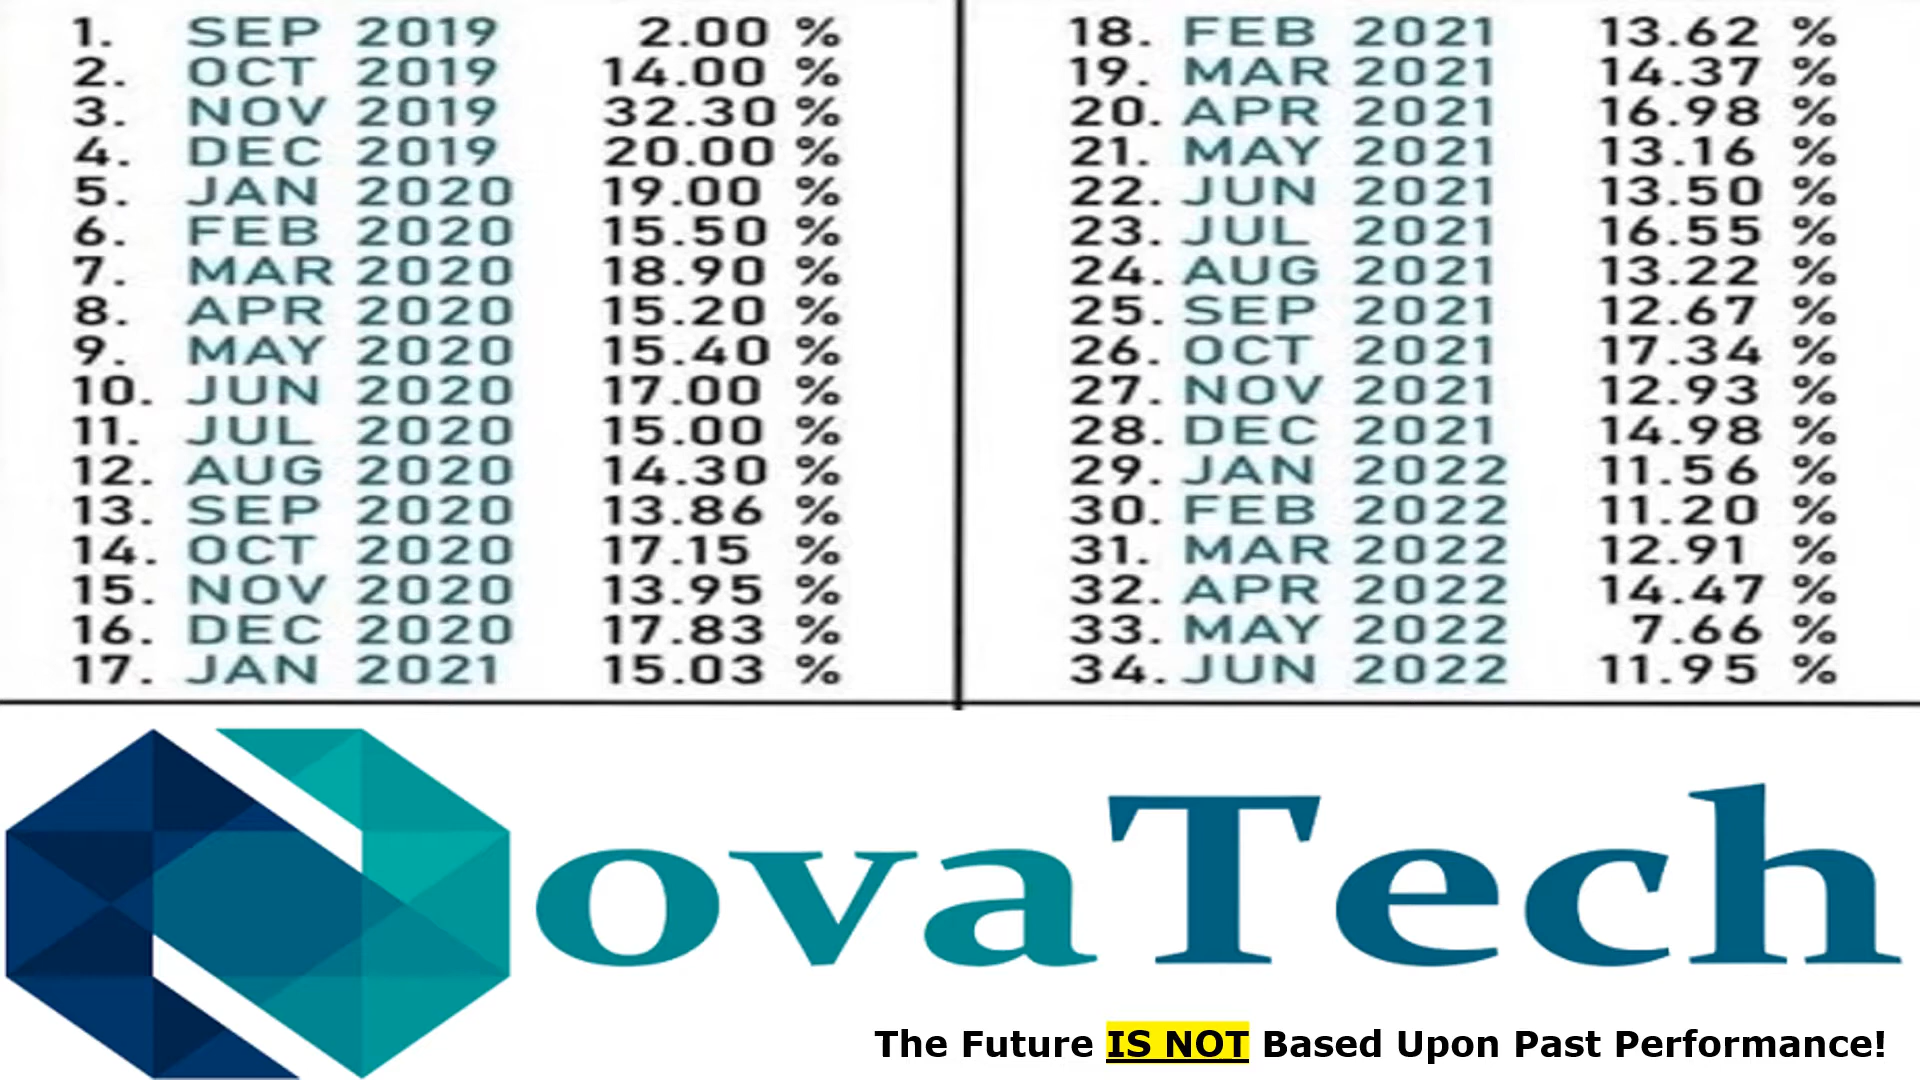 1. SEP 2019 2.00 %
2. OCT 2019 14.00 %
3. NOV 2019 32.30 %
4. DEC 2019 20.00 %
5. JAN 2020 19.00 %
6. FEB 2020 15.50 %
7. MAR 2020 18.90 %
8. APR 2020 15.20 %
9. MAY 2020 15.40 %
10. JUN 2020 17.00 %
11. JUL 2020 15.00 %
12. AUG 2020 14.30 %
13. SEP 2020 13.86 %
14. OCT 2020 17.15 %
15. NOV 2020 13.95 %
16. DEC 2020 17.83 %
17. JAN 2021 15.03 %
18. FEB 2021 13.62 %
19. MAR 2021 14.37 %
20. APR 2021 16.98 %
21. MAY 2021 13.16 %
22. JUN 2021 13.50 %
23. JUL 2021 16.55 %
24. AUG 2021 13.22 %
25. SEP 2021 12.67 %
26. OCT 2021 17.34 %
27. NOV 2021 12.93 %
28. DEC 2021 14.98 %
29. JAN 2022 11.56 %
30. FEB 2022 11.20 %
31. MAR 2022 12.91 %
32. APR 2022 14.47 %
33. MAY 2022 7.66 %
34. JUN 2022 11.95 %
NovaTech
The Future IS NOT Based Upon Past Performance!